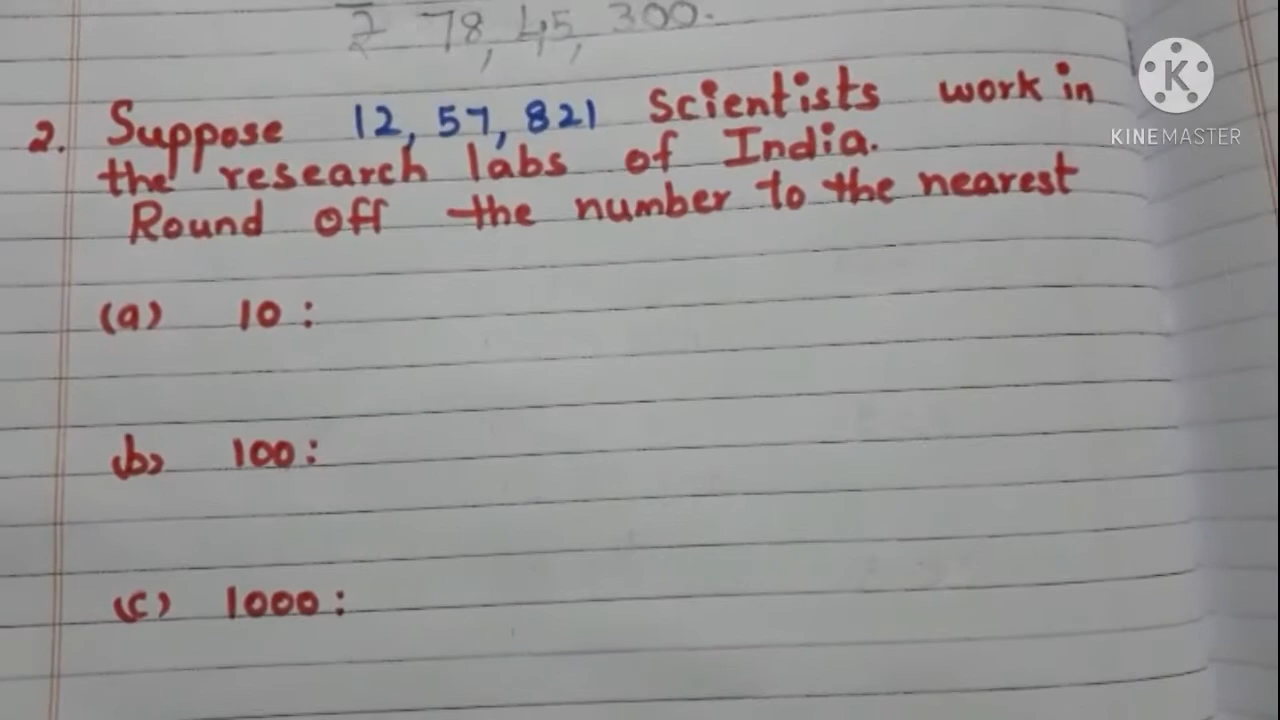 ₹ 78,45,300.
2. Suppose 12,57,821 Scientists work in
the research labs of India.
Round off the number to the nearest
(a) 10 :
(b) 100 :
(c) 1000 :
K
KINEMASTER